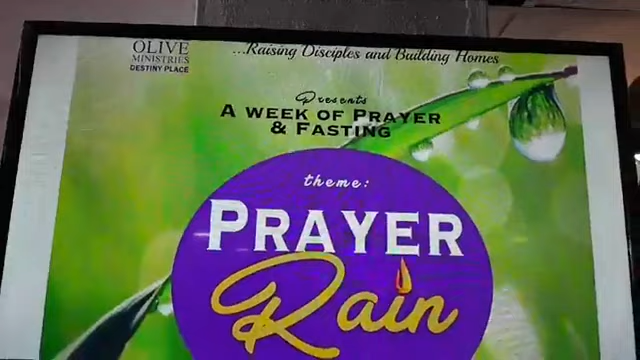 OLIVE
MINISTRIES
DESTINY PLACE
...Raising Disciples and Building Homes
Presents
A WEEK OF PRAYER
& FASTING
theme:
PRAYER
Rain